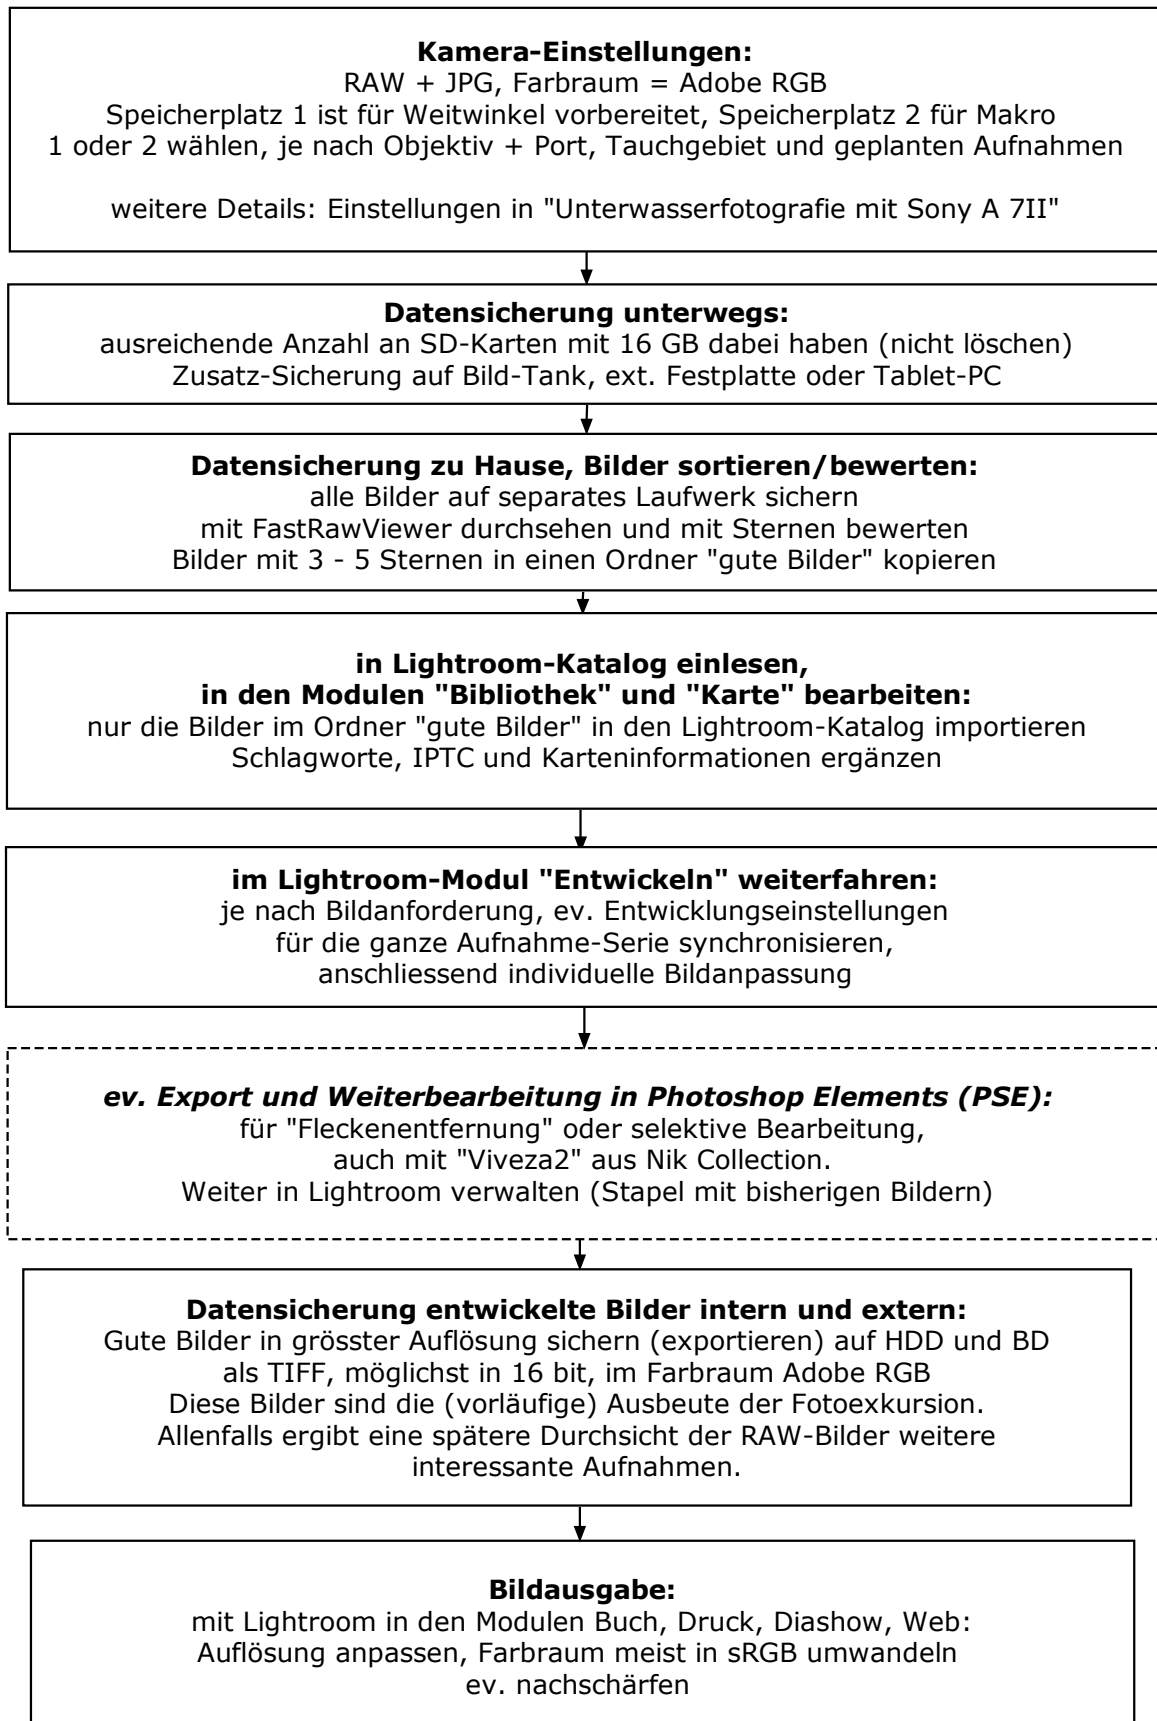 Kamera-Einstellungen:
RAW + JPG, Farbraum = Adobe RGB
Speicherplatz 1 ist für Weitwinkel vorbereitet, Speicherplatz 2 für Makro
1 oder 2 wählen, je nach Objektiv + Port, Tauchgebiet und geplanten Aufnahmen
weitere Details: Einstellungen in "Unterwasserfotografie mit Sony A 7II"
Datensicherung unterwegs:
ausreichende Anzahl an SD-Karten mit 16 GB dabei haben (nicht löschen)
Zusatz-Sicherung auf Bild-Tank, ext. Festplatte oder Tablet-PC
Datensicherung zu Hause, Bilder sortieren/bewerten:
alle Bilder auf separates Laufwerk sichern
mit FastRawViewer durchsehen und mit Sternen bewerten
Bilder mit 3 - 5 Sternen in einen Ordner "gute Bilder" kopieren
in Lightroom-Katalog einlesen,
in den Modulen "Bibliothek" und "Karte" bearbeiten:
nur die Bilder im Ordner "gute Bilder" in den Lightroom-Katalog importieren
Schlagworte, IPTC und Karteninformationen ergänzen
im Lightroom-Modul "Entwickeln" weiterfahren:
je nach Bildanforderung, ev. Entwicklungseinstellungen
für die ganze Aufnahme-Serie synchronisieren,
anschliessend individuelle Bildanpassung
ev. Export und Weiterbearbeitung in Photoshop Elements (PSE):
für "Fleckenentfernung" oder selektive Bearbeitung,
auch mit "Viveza2" aus Nik Collection.
Weiter in Lightroom verwalten (Stapel mit bisherigen Bildern)
Datensicherung entwickelte Bilder intern und extern:
Gute Bilder in grösster Auflösung sichern (exportieren) auf HDD und BD
als TIFF, möglichst in 16 bit, im Farbraum Adobe RGB
Diese Bilder sind die (vorläufige) Ausbeute der Fotoexkursion.
Allenfalls ergibt eine spätere Durchsicht der RAW-Bilder weitere
interessante Aufnahmen.
Bildausgabe:
mit Lightroom in den Modulen Buch, Druck, Diashow, Web:
Auflösung anpassen, Farbraum meist in sRGB umwandeln
ev. nachschärfen